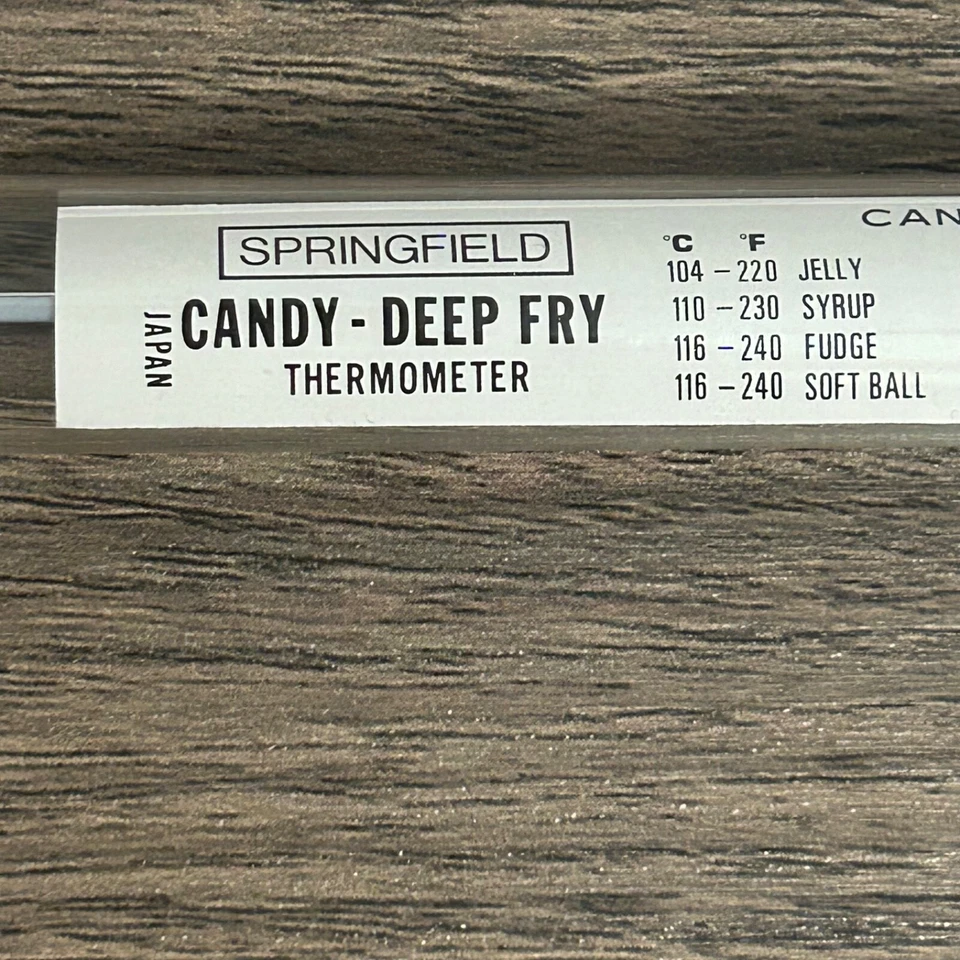 SPRINGFIELD
CANDY - DEEP FRY
THERMOMETER
JAPAN
°C °F
104 – 220 JELLY
110 – 230 SYRUP
116 – 240 FUDGE
116 – 240 SOFT BALL
CAN